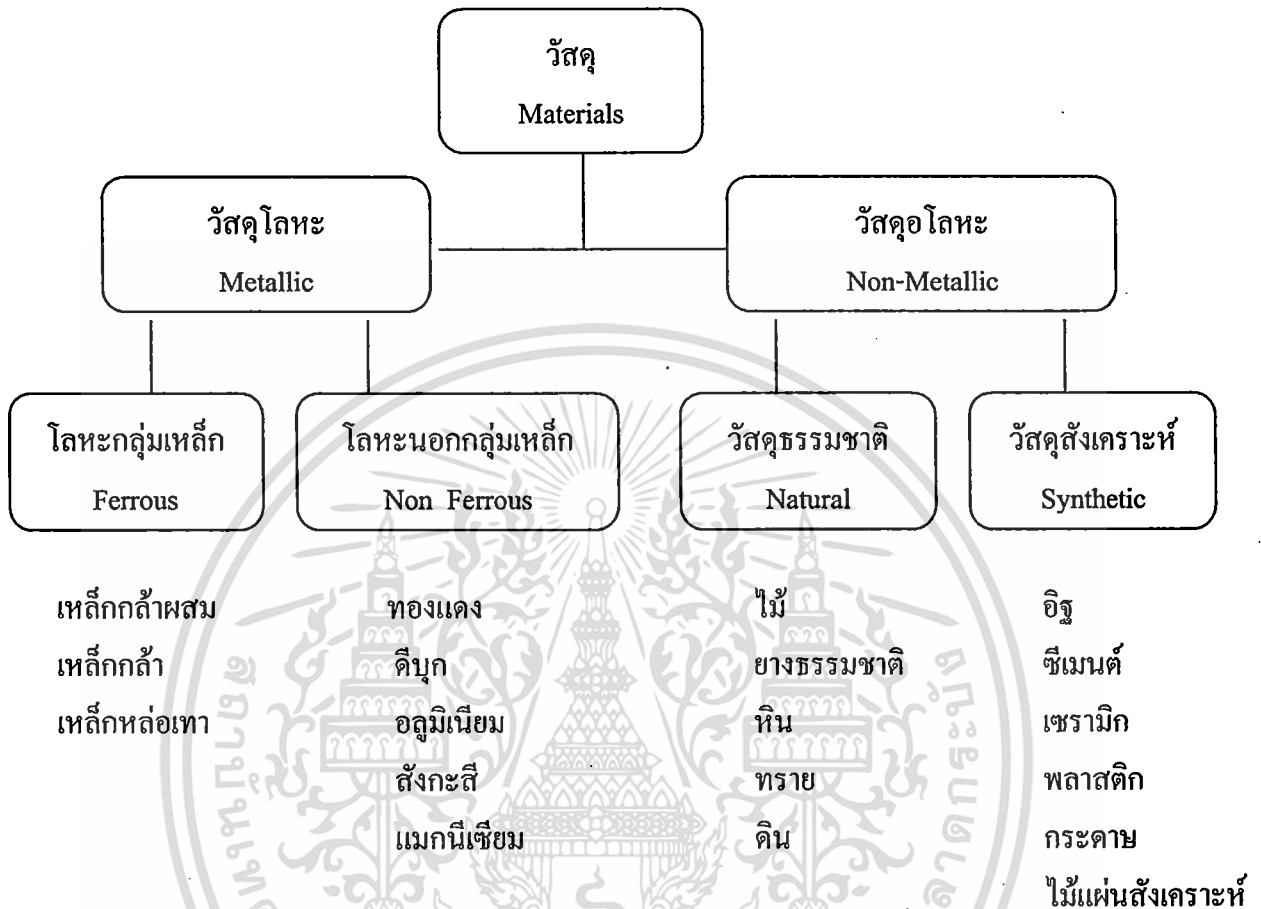 วัสดุ
Materials
วัสดุโลหะ
Metallic
วัสดุอโลหะ
Non-Metallic
โลหะกลุ่มเหล็ก
Ferrous
โลหะนอกกลุ่มเหล็ก
Non Ferrous
วัสดุธรรมชาติ
Natural
วัสดุสังเคราะห์
Synthetic
เหล็กกล้าผสม
เหล็กกล้า
เหล็กหล่อเทา
ทองแดง
ดีบุก
อลูมิเนียม
สังกะสี
แมกนีเซียม
ไม้
ยางธรรมชาติ
หิน
ทราย
ดิน
อิฐ
ซีเมนต์
เซรามิก
พลาสติก
กระดาษ
ไม้แผ่นสังเคราะห์